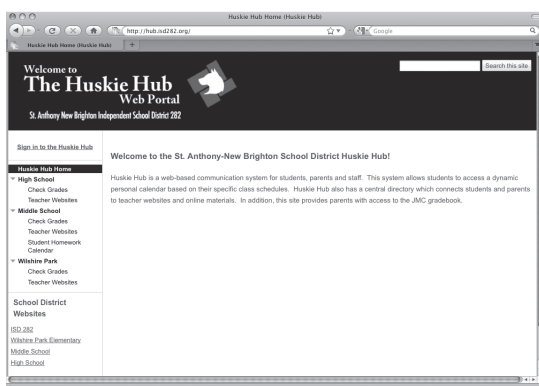 Huskie Hub Home (Huskie Hub)
http://hub.isd282.org/
Google
Huskie Hub Home (Huskie Hub)
Welcome to
The Huskie Hub
Web Portal
St. Anthony New Brighton Independent School District 282
Search this site
Sign in to the Huskie Hub
Huskie Hub Home
High School
Check Grades
Teacher Websites
Middle School
Check Grades
Teacher Websites
Student Homework
Calendar
Wilshire Park
Check Grades
Teacher Websites
School District
Websites
ISD 282
Wilshire Park Elementary
Middle School
High School
Welcome to the St. Anthony-New Brighton School District Huskie Hub!
Huskie Hub is a web-based communication system for students, parents and staff. This system allows students to access a dynamic
personal calendar based on their specific class schedules. Huskie Hub also has a central directory which connects students and parents
to teacher websites and online materials. In addition, this site provides parents with access to the JMC gradebook.